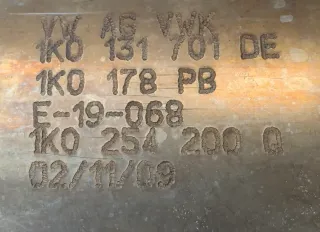 VW AG VWK
1K0 131 701 DE
1K0 178 PB
E-19-068
1K0 254 200 Q
02/11/09